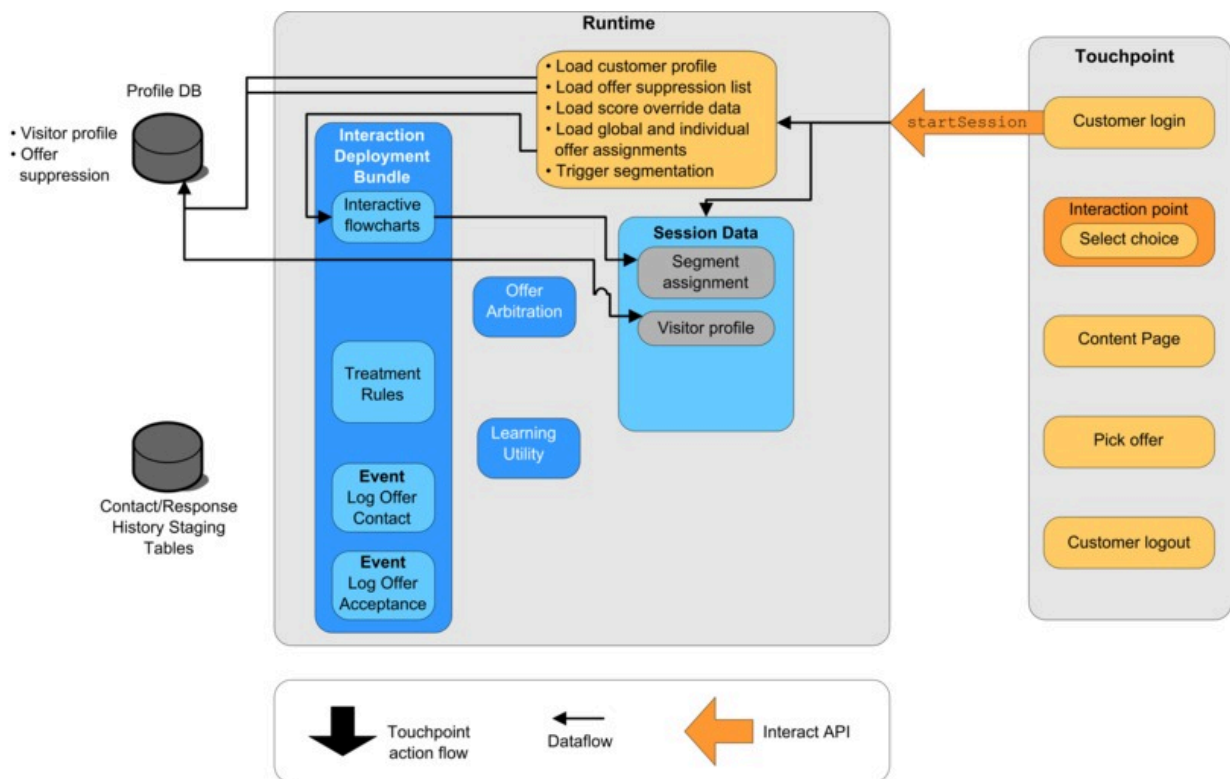 Runtime
Touchpoint
Profile DB
• Visitor profile
• Offer
suppression
• Load customer profile
• Load offer suppression list
• Load score override data
• Load global and individual
offer assignments
• Trigger segmentation
startSession
Customer login
Interaction
Deployment
Bundle
Interactive
flowcharts
Session Data
Segment
assignment
Visitor profile
Interaction point
Select choice
Offer
Arbitration
Content Page
Treatment
Rules
Learning
Utility
Pick offer
Contact/Response
History Staging
Tables
Event
Log Offer
Contact
Customer logout
Event
Log Offer
Acceptance
Touchpoint
action flow
Dataflow
Interact API